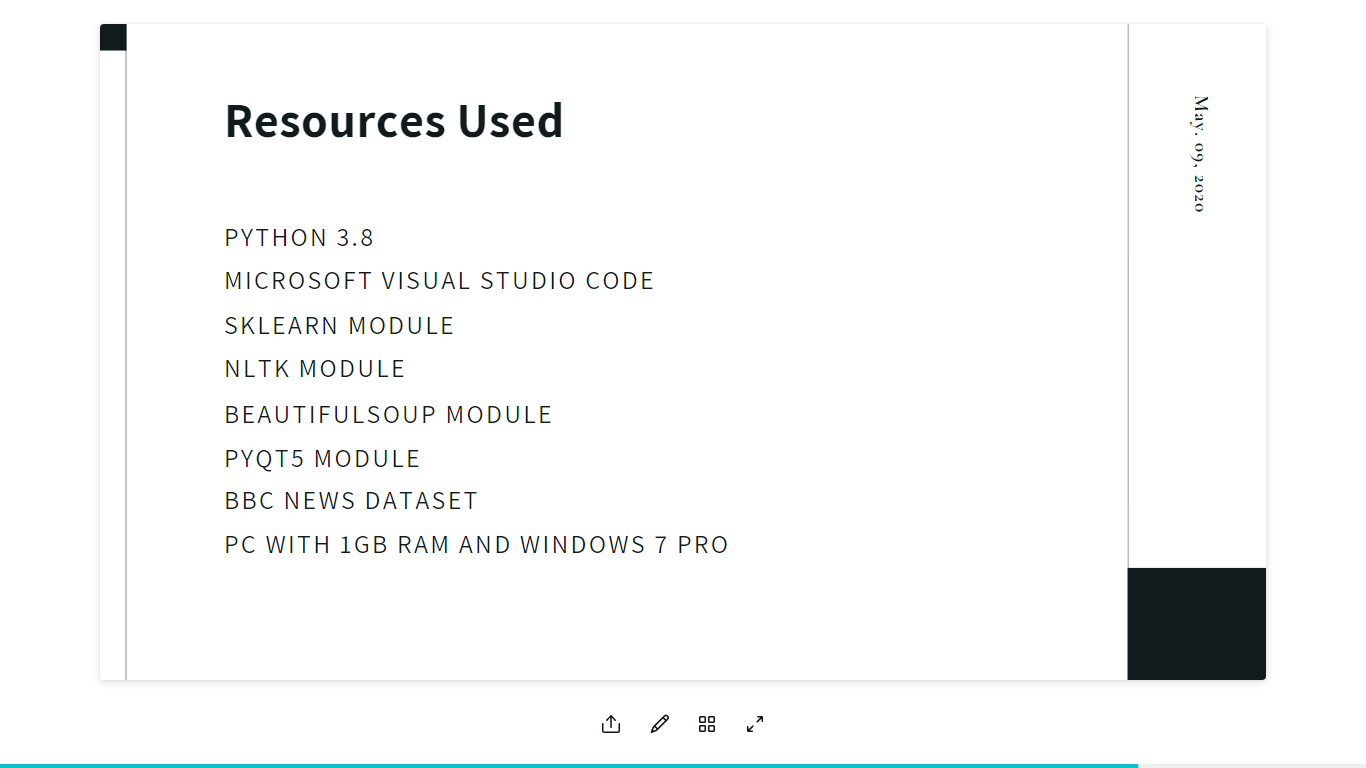 Resources Used
PYTHON 3.8
MICROSOFT VISUAL STUDIO CODE
SKLEARN MODULE
NLTK MODULE
BEAUTIFULSOUP MODULE
PYQT5 MODULE
BBC NEWS DATASET
PC WITH 1GB RAM AND WINDOWS 7 PRO
May. 09, 2020